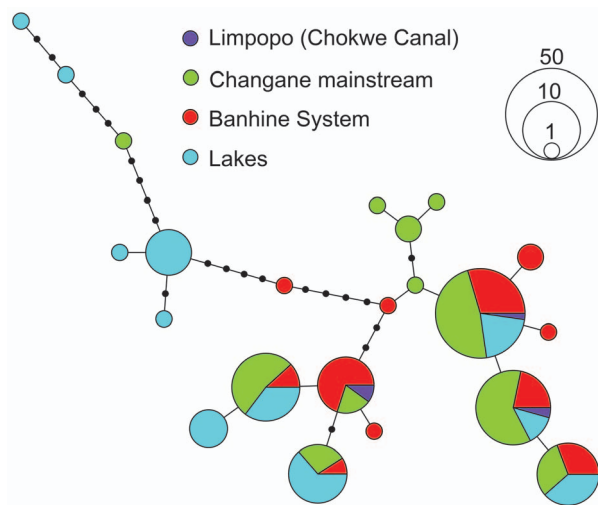 Limpopo (Chokwe Canal)
Changane mainstream
Banhine System
Lakes
50
10
1